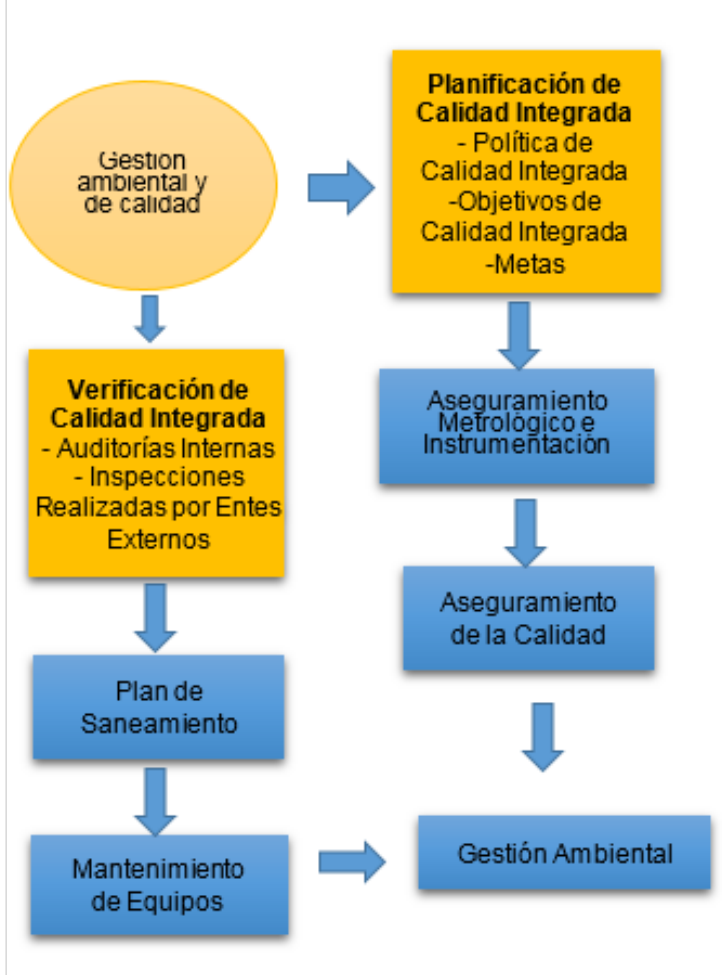 Gestión
ambiental y
de calidad
Planificación de
Calidad Integrada
- Política de
Calidad Integrada
-Objetivos de
Calidad Integrada
-Metas
Verificación de
Calidad Integrada
- Auditorías Internas
- Inspecciones
Realizadas por Entes
Externos
Aseguramiento
Metrológico e
Instrumentación
Aseguramiento
de la Calidad
Plan de
Saneamiento
Mantenimiento
de Equipos
Gestión Ambiental